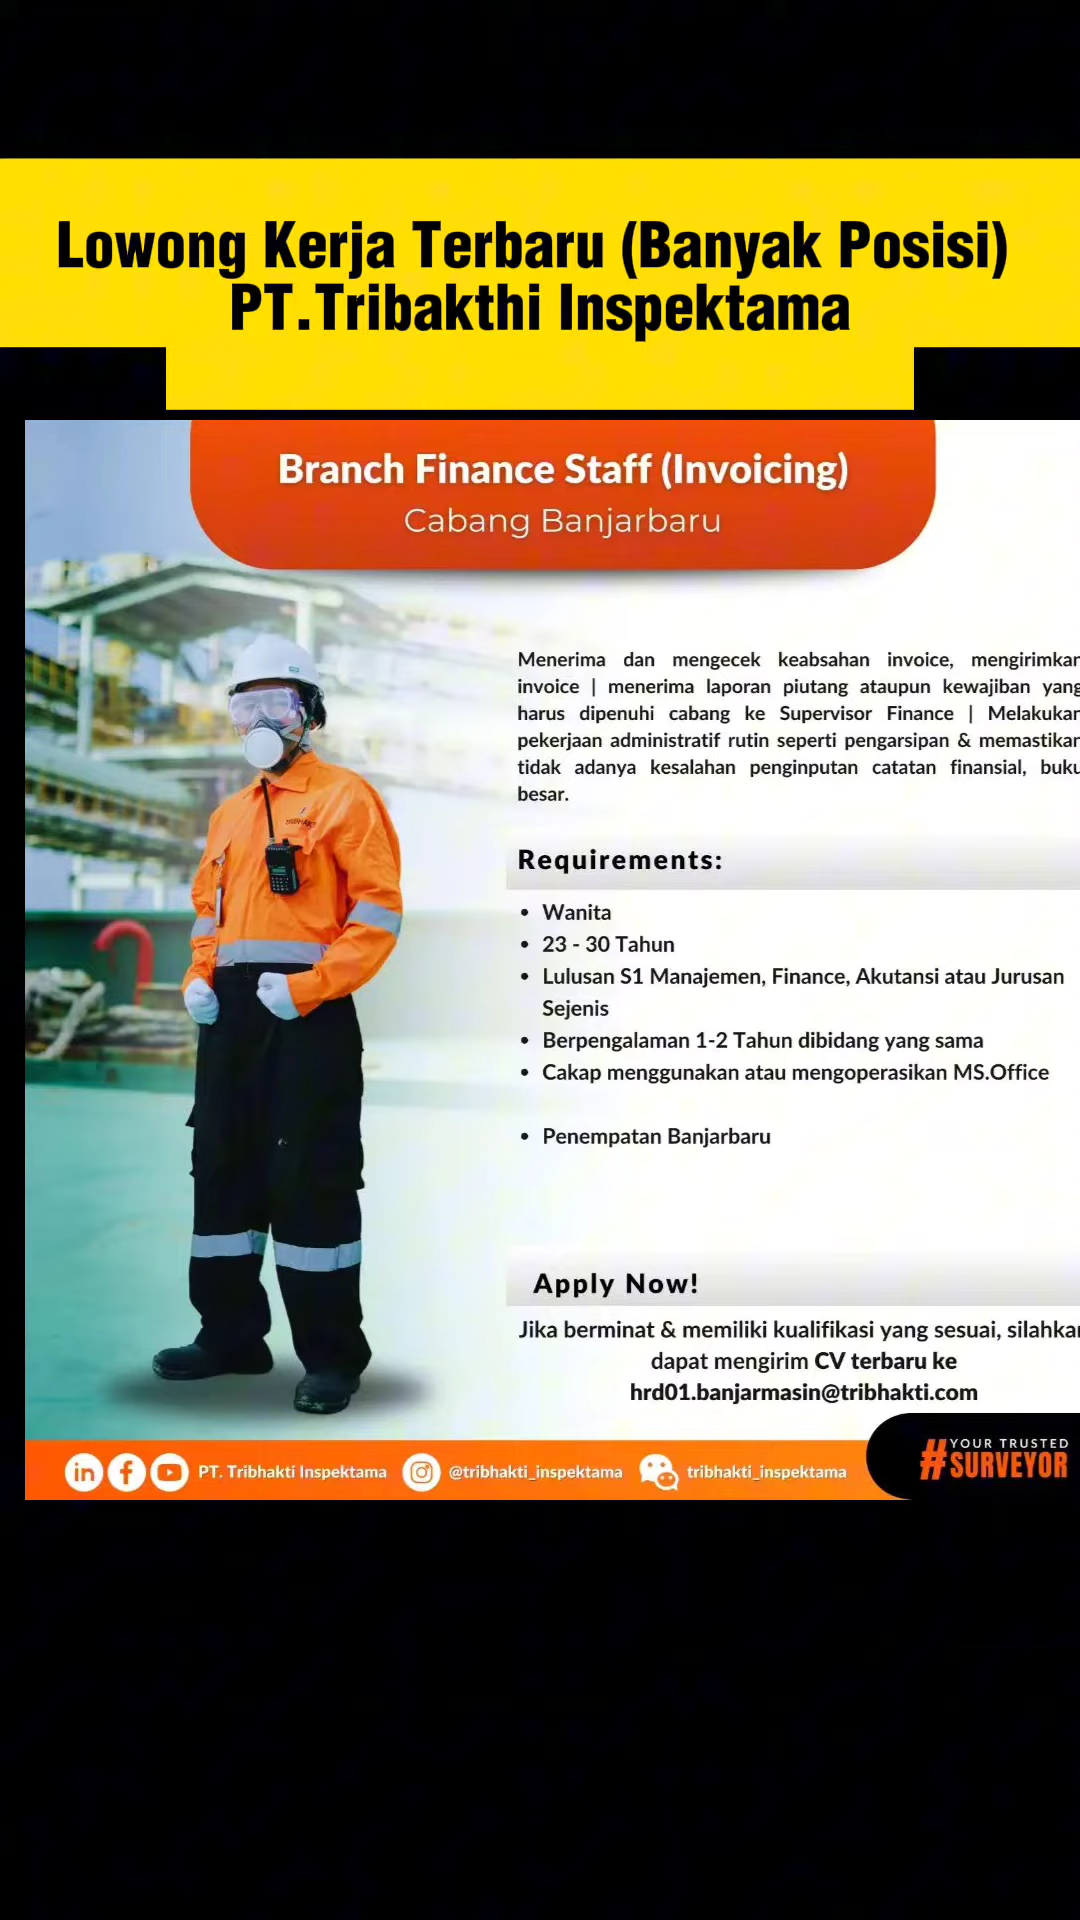 Lowong Kerja Terbaru (Banyak Posisi)
PT.Tribakthi Inspektama
Branch Finance Staff (Invoicing)
Cabang Banjarbaru
TRIBHAKTI
Menerima dan mengecek keabsahan invoice, mengirimkan
invoice | menerima laporan piutang ataupun kewajiban yang
harus dipenuhi cabang ke Supervisor Finance | Melakukan
pekerjaan administratif rutin seperti pengarsipan & memastikan
tidak adanya kesalahan penginputan catatan finansial, buku
besar.
Requirements:
• Wanita
• 23 - 30 Tahun
• Lulusan S1 Manajemen, Finance, Akutansi atau Jurusan
Sejenis
• Berpengalaman 1-2 Tahun dibidang yang sama
• Cakap menggunakan atau mengoperasikan MS.Office
• Penempatan Banjarbaru
Apply Now!
Jika berminat & memiliki kualifikasi yang sesuai, silahkan
dapat mengirim CV terbaru ke
hrd01.banjarmasin@tribhakti.com
PT. Tribhakti Inspektama @tribhakti_inspektama tribhakti_inspektama
#YOUR TRUSTED
SURVEYOR